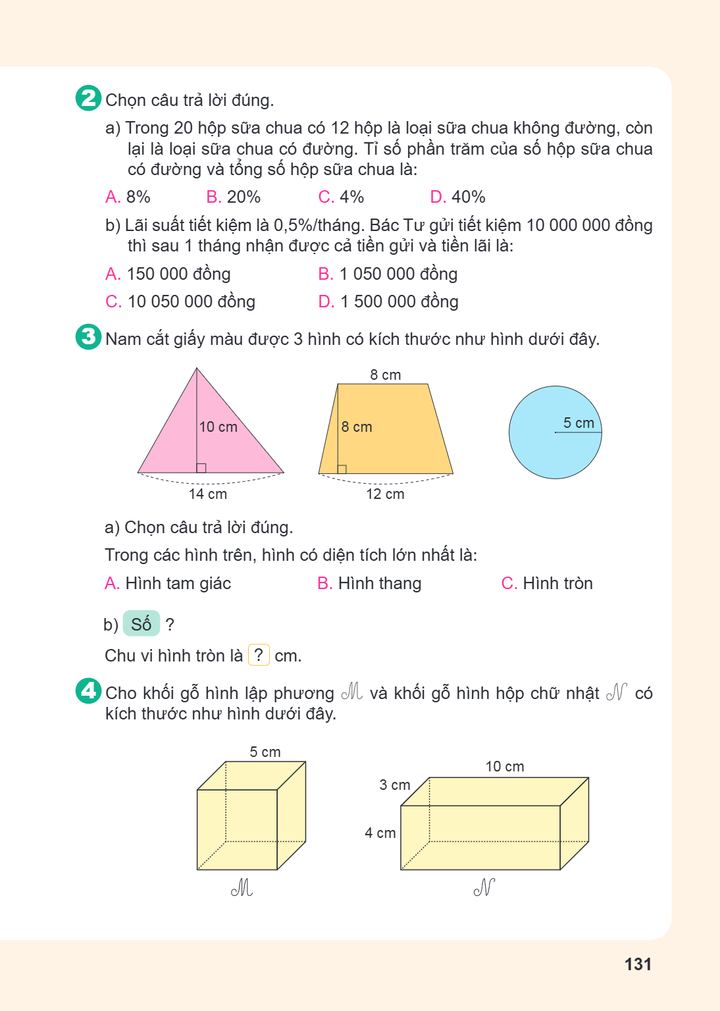 2 Chọn câu trả lời đúng.
a) Trong 20 hộp sữa chua có 12 hộp là loại sữa chua không đường, còn
lại là loại sữa chua có đường. Tỉ số phần trăm của số hộp sữa chua
có đường và tổng số hộp sữa chua là:
A. 8% B. 20% C. 4% D. 40%
b) Lãi suất tiết kiệm là 0,5%/tháng. Bác Tư gửi tiết kiệm 10 000 000 đồng
thì sau 1 tháng nhận được cả tiền gửi và tiền lãi là:
A. 150 000 đồng B. 1 050 000 đồng
C. 10 050 000 đồng D. 1 500 000 đồng
3 Nam cắt giấy màu được 3 hình có kích thước như hình dưới đây.
8 cm
10 cm 8 cm 5 cm
14 cm 12 cm
a) Chọn câu trả lời đúng.
Trong các hình trên, hình có diện tích lớn nhất là:
A. Hình tam giác B. Hình thang C. Hình tròn
b) Số ?
Chu vi hình tròn là ? cm.
4 Cho khối gỗ hình lập phương M và khối gỗ hình hộp chữ nhật N có
kích thước như hình dưới đây.
5 cm
10 cm
3 cm
4 cm
M N
131